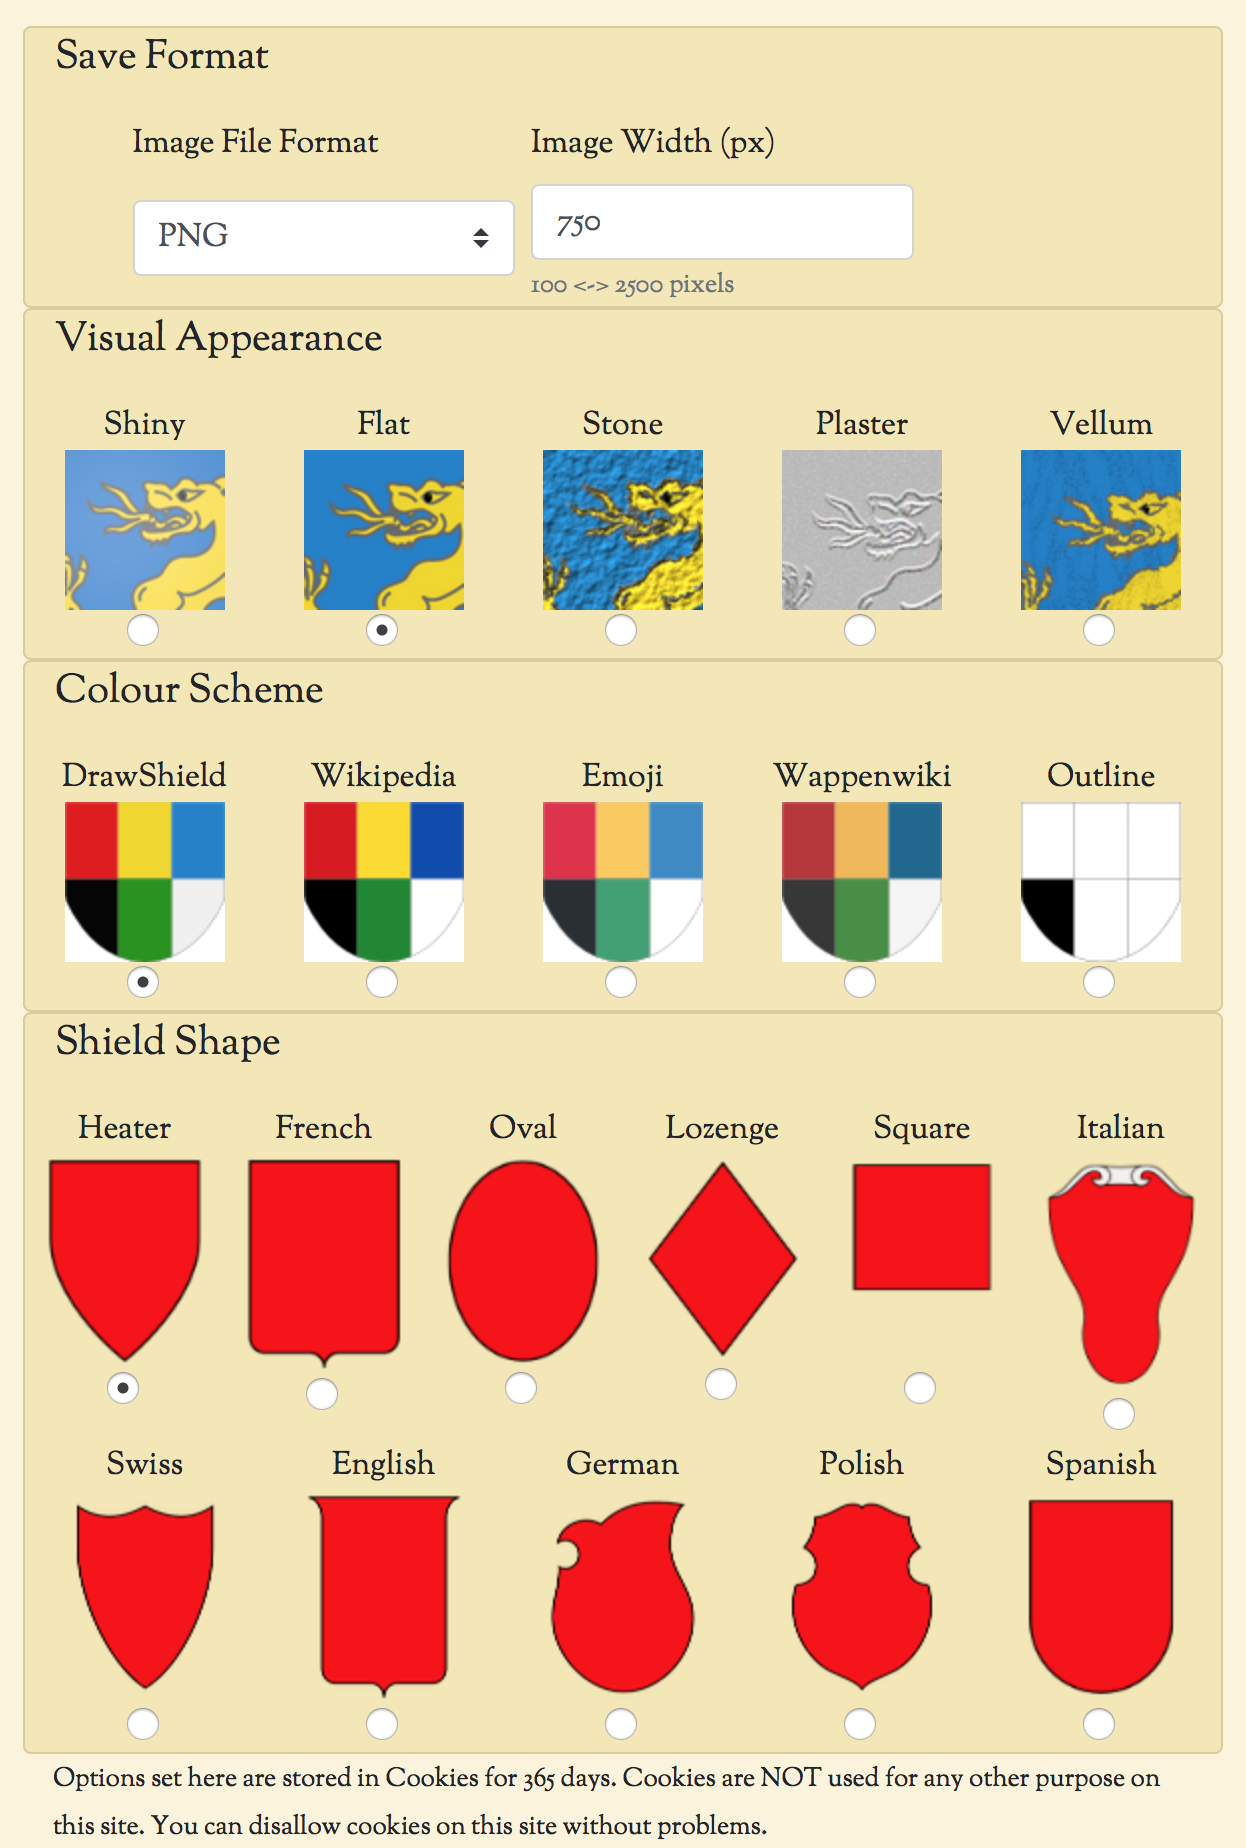 Save Format
Image File Format Image Width (px)
PNG 750
100 <-> 2500 pixels
Visual Appearance
Shiny Flat Stone Plaster Vellum
Colour Scheme
DrawShield Wikipedia Emoji Wappenwiki Outline
Shield Shape
Heater French Oval Lozenge Square Italian
Swiss English German Polish Spanish
Options set here are stored in Cookies for 365 days. Cookies are NOT used for any other purpose on
this site. You can disallow cookies on this site without problems.